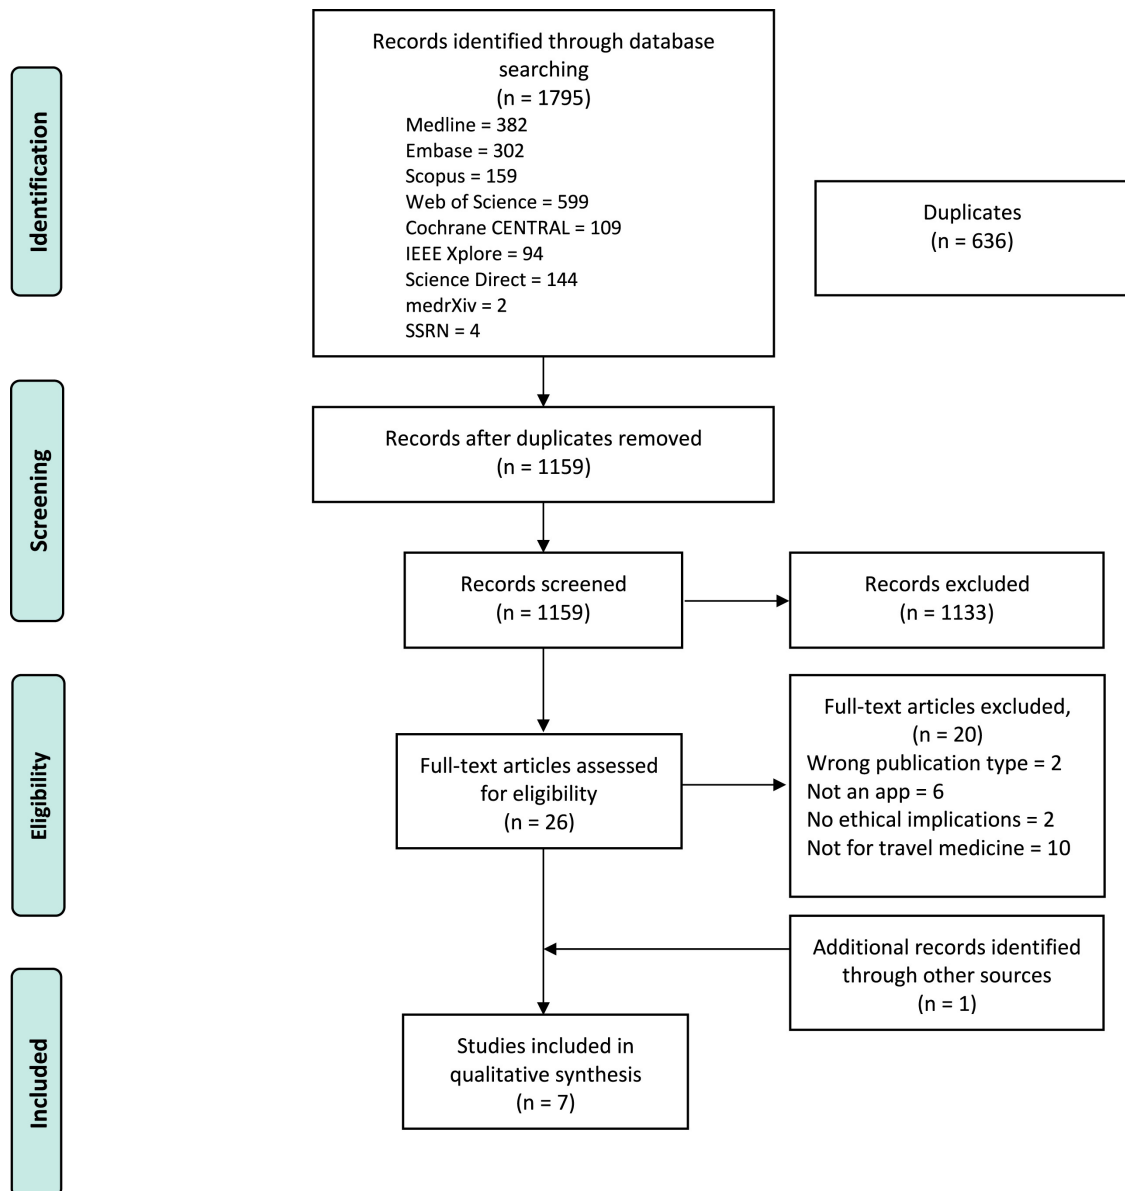 Identification
Records identified through database
searching
(n = 1795)
Medline = 382
Embase = 302
Scopus = 159
Web of Science = 599
Cochrane CENTRAL = 109
IEEE Xplore = 94
Science Direct = 144
medrXiv = 2
SSRN = 4
Duplicates
(n = 636)
Screening
Records after duplicates removed
(n = 1159)
Records screened
(n = 1159)
Records excluded
(n = 1133)
Eligibility
Full-text articles assessed
for eligibility
(n = 26)
Full-text articles excluded,
(n = 20)
Wrong publication type = 2
Not an app = 6
No ethical implications = 2
Not for travel medicine = 10
Additional records identified
through other sources
(n = 1)
Included
Studies included in
qualitative synthesis
(n = 7)